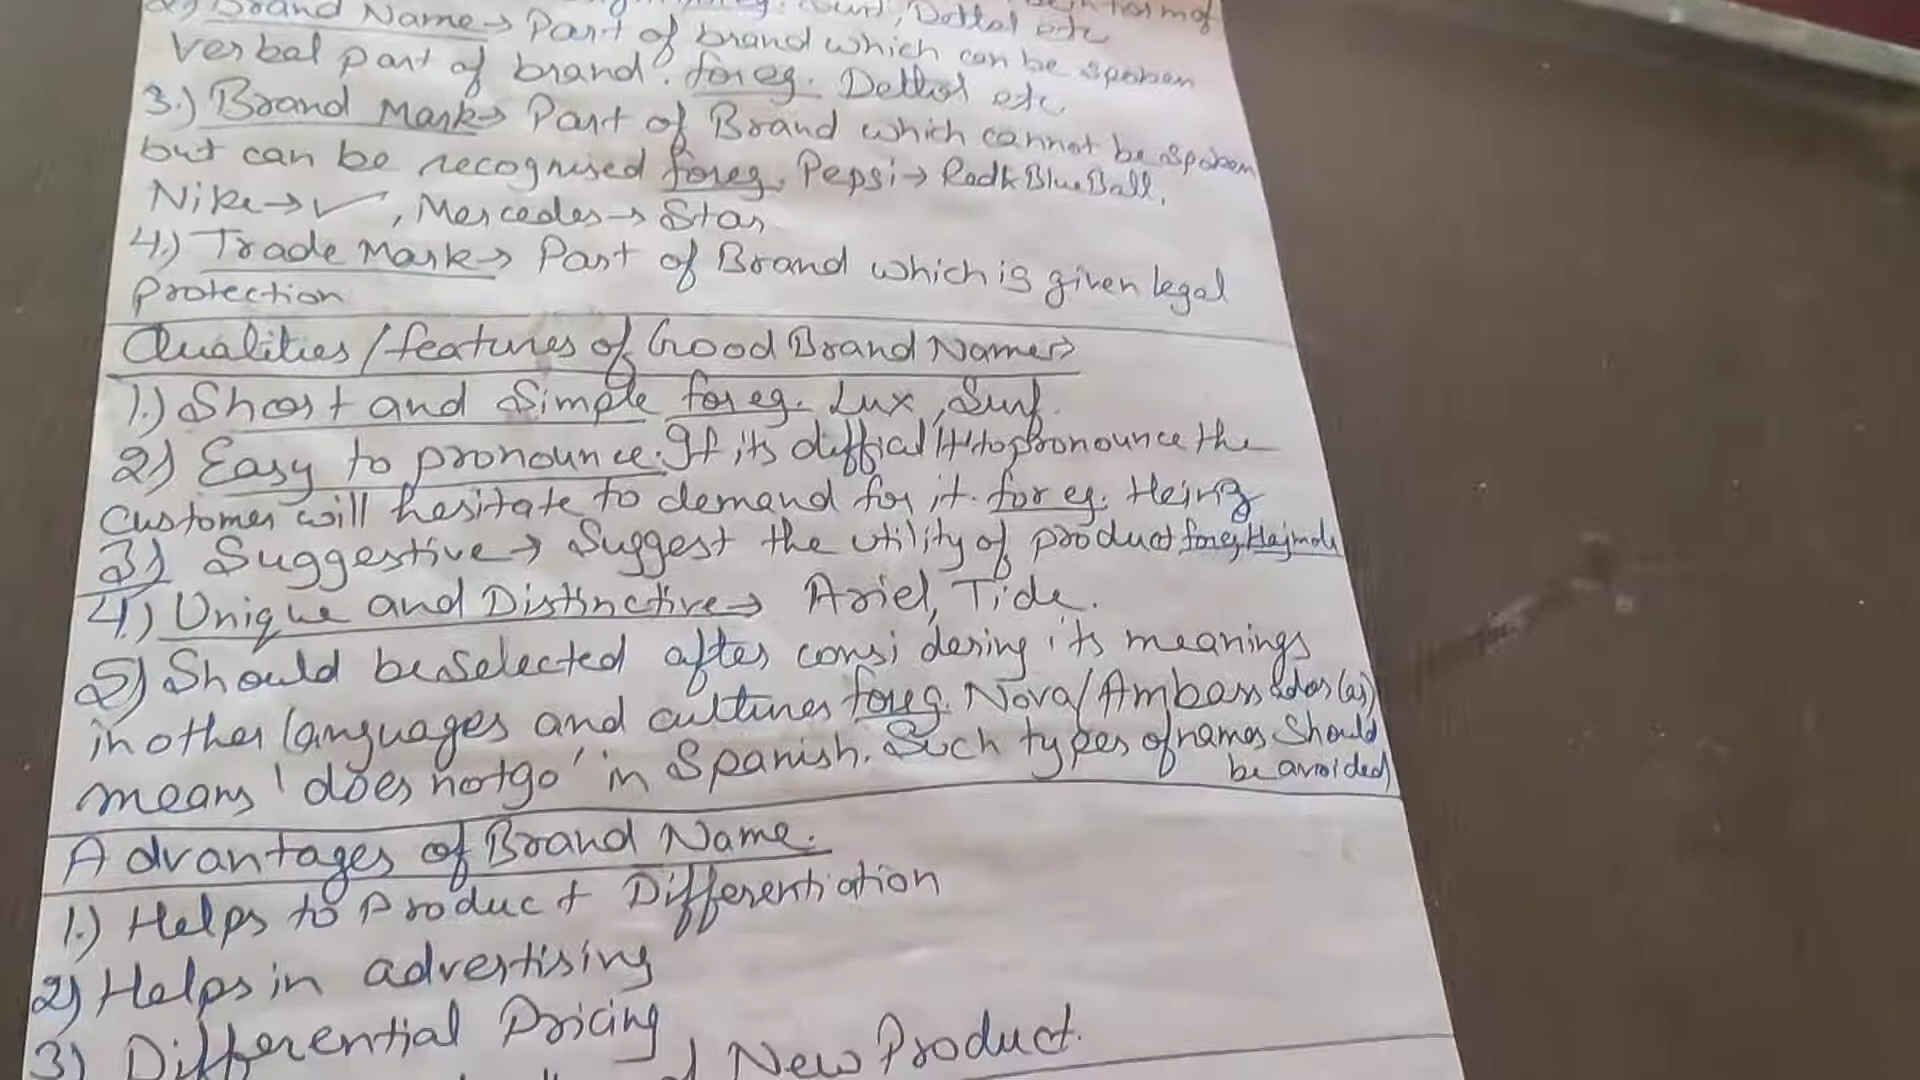 2.) Brand Name → Part of brand which can be spoken
Verbal part of brand. for eg. Dettol etc.
3.) Brand Mark → Part of Brand which cannot be spoken
but can be recognised foreg. Pepsi → Red & Blue Ball,
Nike → ✓, Mercedes → Star
4.) Trade Mark → Part of Brand which is given legal
Protection
Qualities/features of Good Brand Name →
1.) Short and Simple for eg. Lux, Surf.
2) Easy to pronounce. If its difficult to pronounce the
Customer will hesitate to demand for it. for eg. Heing
3) Suggestive → Suggest the utility of product foreg. Hajmola
4.) Unique and Distinctive → Ariel, Tide.
5) Should be selected after considering its meanings
in other languages and cultures foreg. Nova/Ambassador (as)
means 'does not go' in Spanish. Such types of names should
be avoided)
Advantages of Brand Name.
1.) Helps to Product Differentiation
2) Helps in advertising
3) Differential Pricing
New Product.